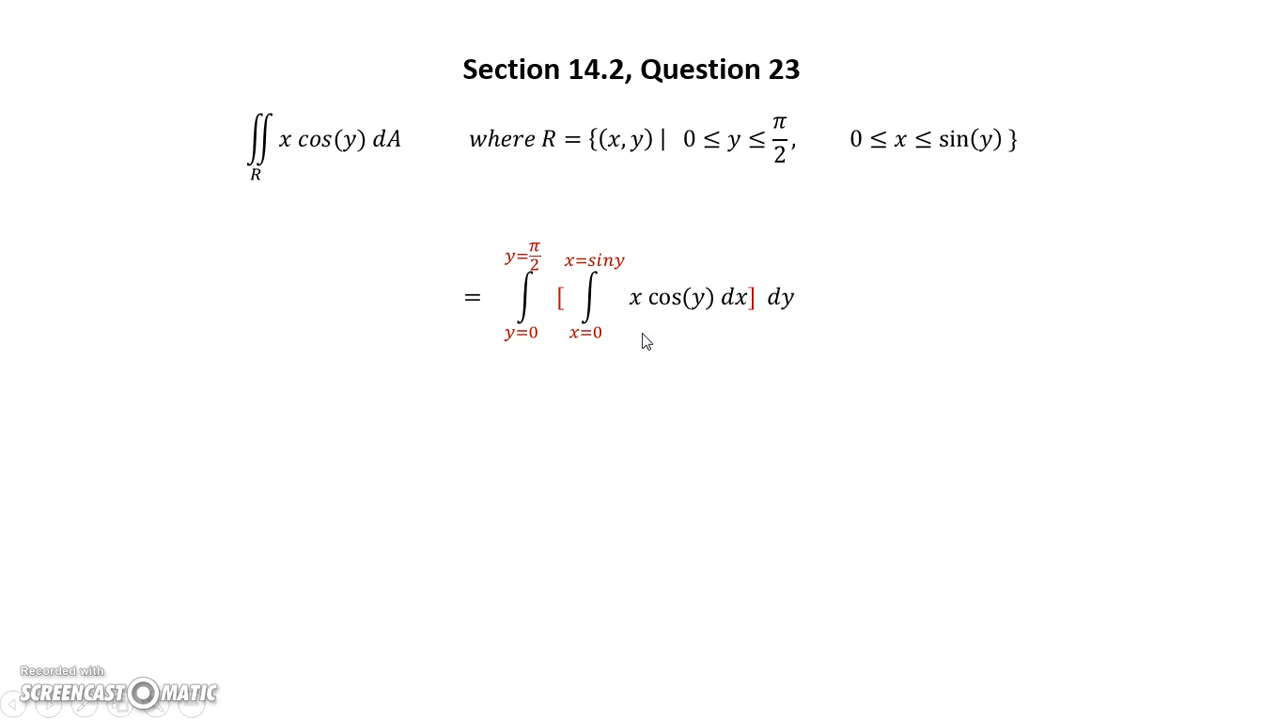 Section 14.2, Question 23
∬_R x cos(y) dA where R = {(x, y) | 0 ≤ y ≤ π/2, 0 ≤ x ≤ sin(y) }
= ∫_{y=0}^{y=π/2} [ ∫_{x=0}^{x=siny} x cos(y) dx] dy
Recorded with
SCREENCAST MATIC